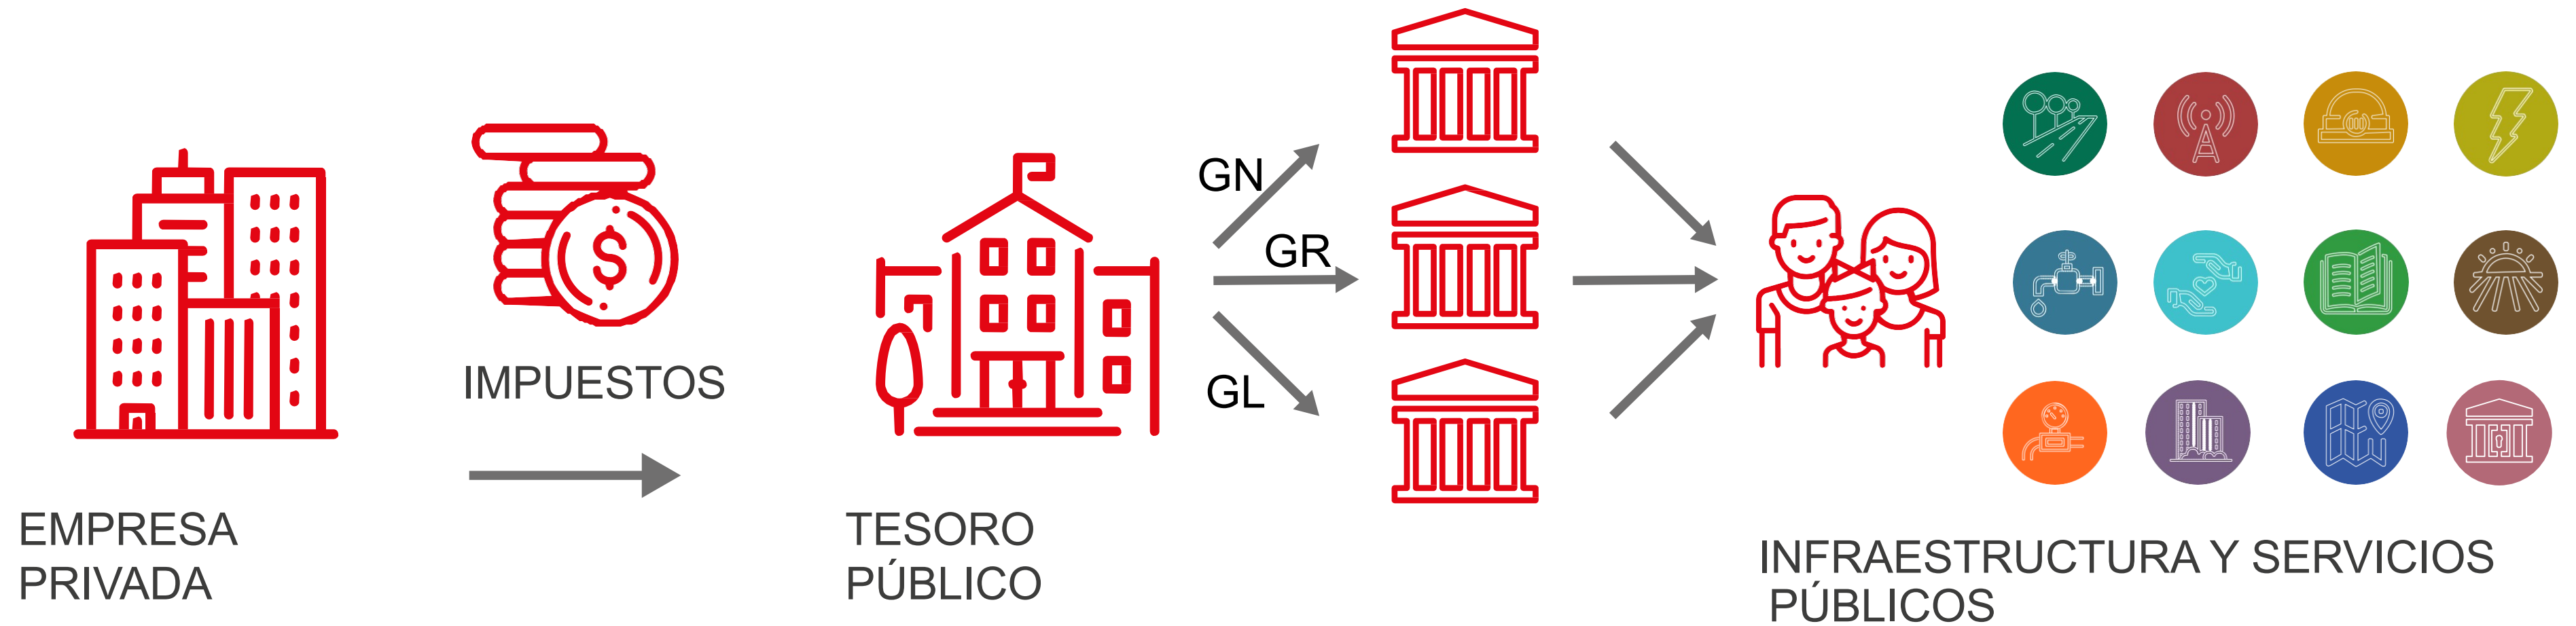 EMPRESA
PRIVADA
IMPUESTOS
$
TESORO
PÚBLICO
GN
GR
GL
INFRAESTRUCTURA Y SERVICIOS
PÚBLICOS